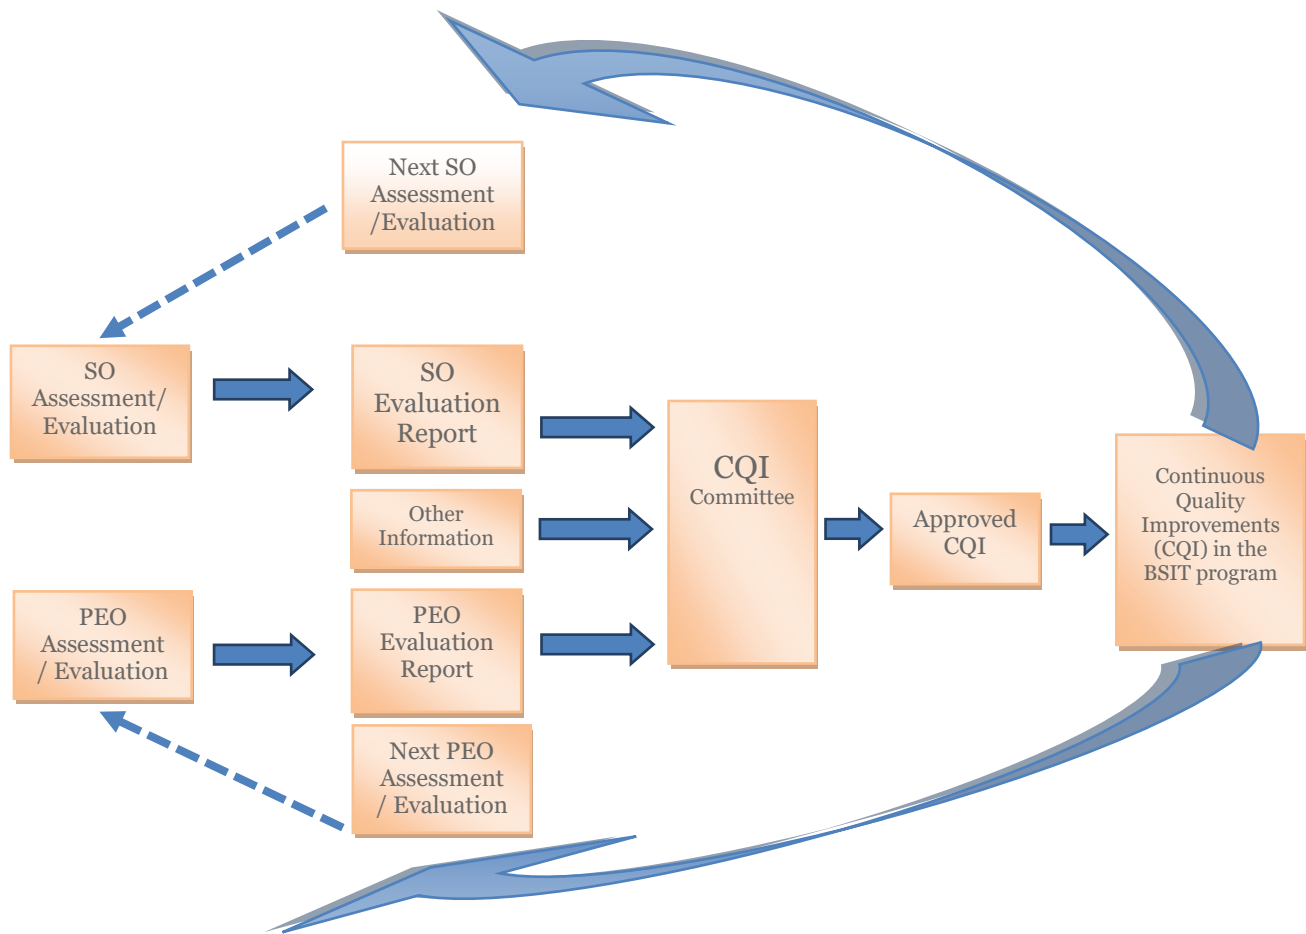 Next SO
Assessment
/Evaluation
SO
Assessment/
Evaluation
SO
Evaluation
Report
Other
Information
PEO
Assessment
/ Evaluation
PEO
Evaluation
Report
Next PEO
Assessment
/ Evaluation
CQI
Committee
Approved
CQI
Continuous
Quality
Improvements
(CQI) in the
BSIT program